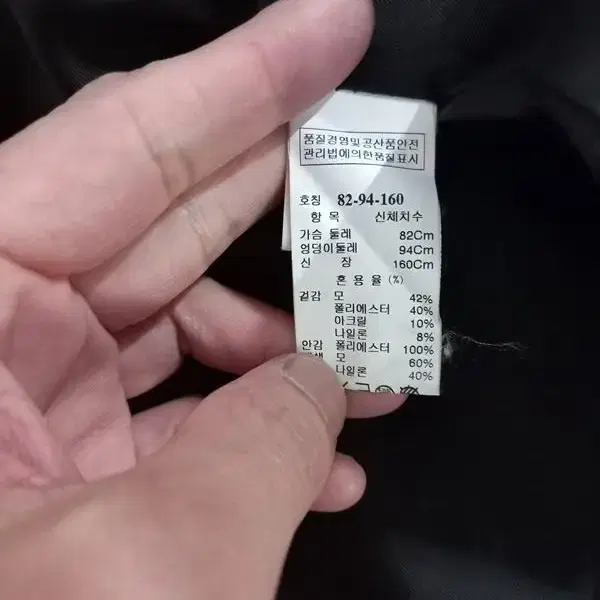 품질경영및공산품안전
관리법에의한품질표시
호칭 82-94-160
항 목 신체치수
가슴 둘레 82Cm
엉덩이둘레 94Cm
신 장 160Cm
혼 용 율 (%)
겉감 모 42%
폴리에스터 40%
아크릴 10%
나일론 8%
안감 폴리에스터 100%
모 60%
나일론 40%